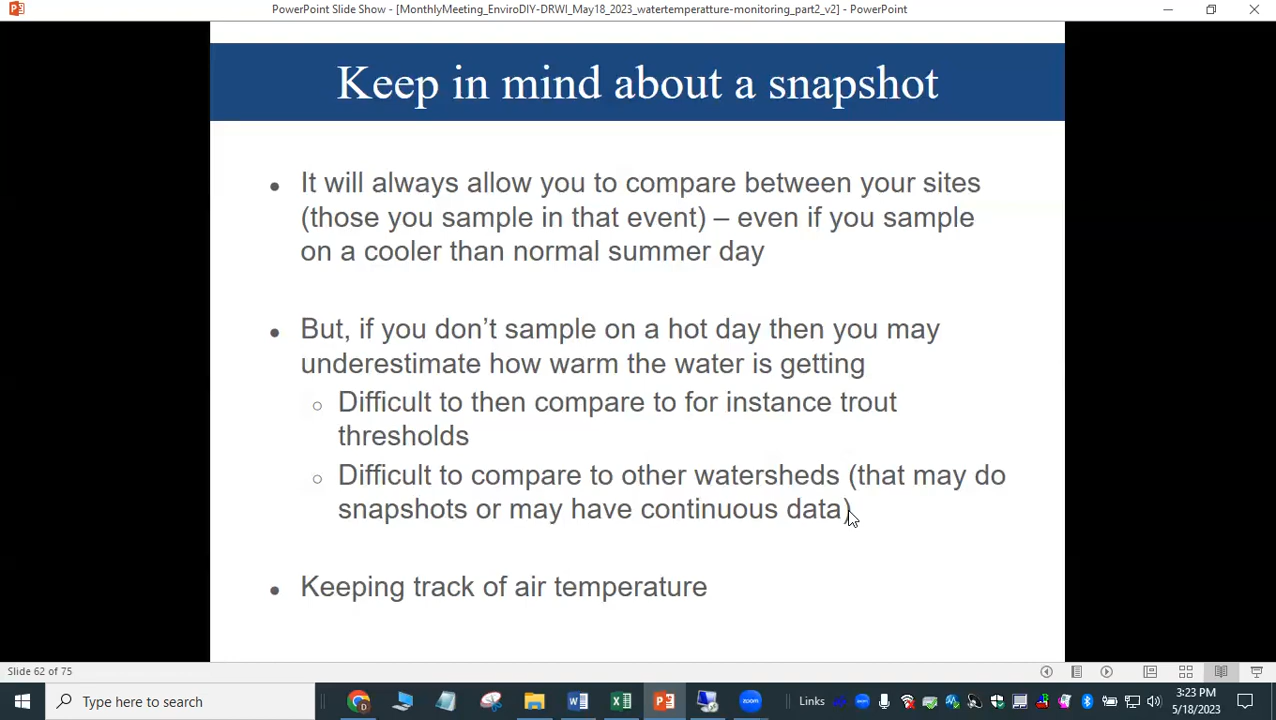 PowerPoint Slide Show - [MonthlyMeeting_EnviroDIY-DRWI_May18_2023_watertemperatture-monitoring_part2_v2] - PowerPoint
Keep in mind about a snapshot
• It will always allow you to compare between your sites
(those you sample in that event) – even if you sample
on a cooler than normal summer day
• But, if you don’t sample on a hot day then you may
underestimate how warm the water is getting
○ Difficult to then compare to for instance trout
thresholds
○ Difficult to compare to other watersheds (that may do
snapshots or may have continuous data)
• Keeping track of air temperature
Slide 62 of 75
Type here to search
Links
3:23 PM
5/18/2023